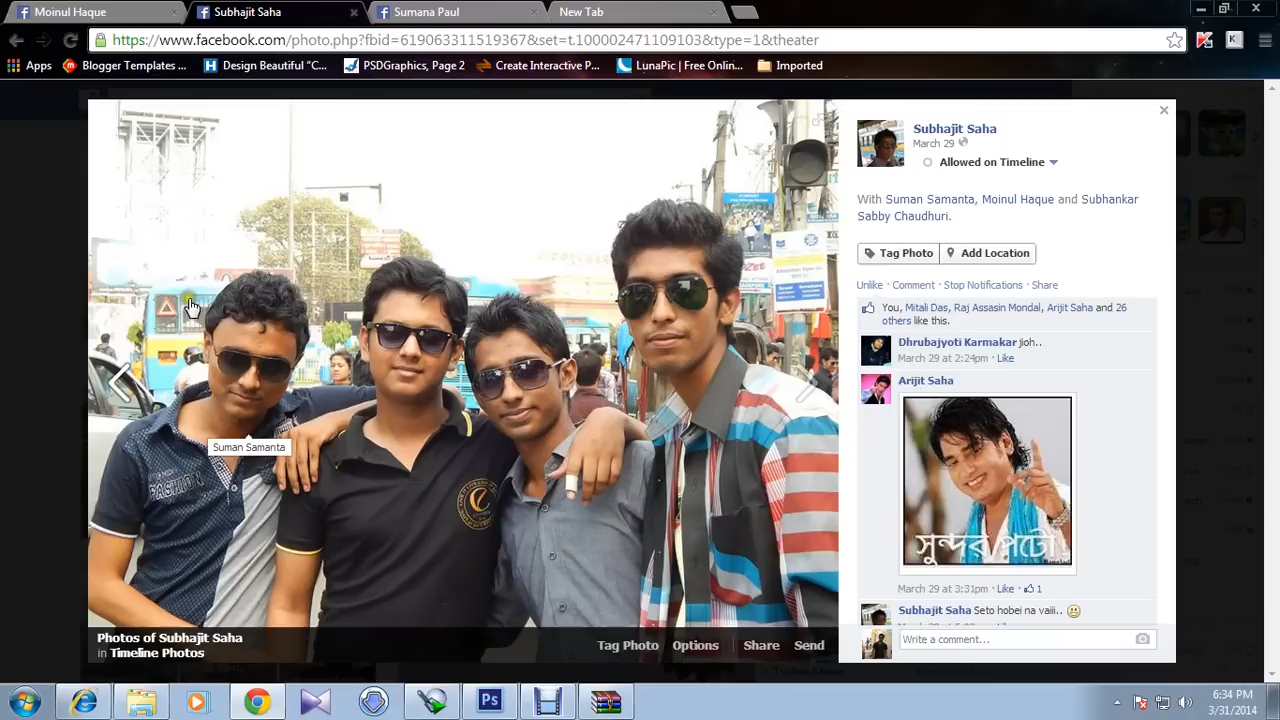 Moinul Haque
Subhajit Saha
Sumana Paul
New Tab
https://www.facebook.com/photo.php?fbid=619063311519367&set=t.100002471109103&type=1&theater
Apps
Blogger Templates ...
Design Beautiful "C...
PSDGraphics, Page 2
Create Interactive P...
LunaPic | Free Onlin...
Imported
Subhajit Saha
March 29
Allowed on Timeline
With Suman Samanta, Moinul Haque and Subhankar
Sabby Chaudhuri.
Tag Photo
Add Location
Unlike · Comment · Stop Notifications · Share
You, Mitali Das, Raj Assasin Mondal, Arijit Saha and 26
others like this.
Dhrubajyoti Karmakar jioh..
March 29 at 2:24pm · Like
Arijit Saha
সুন্দর পটো
March 29 at 3:31pm · Like · 1
Subhajit Saha Seto hobei na vaiii..
Write a comment...
Suman Samanta
FASHION
Photos of Subhajit Saha
in Timeline Photos
Tag Photo
Options
Share
Send
Ps
6:34 PM
3/31/2014